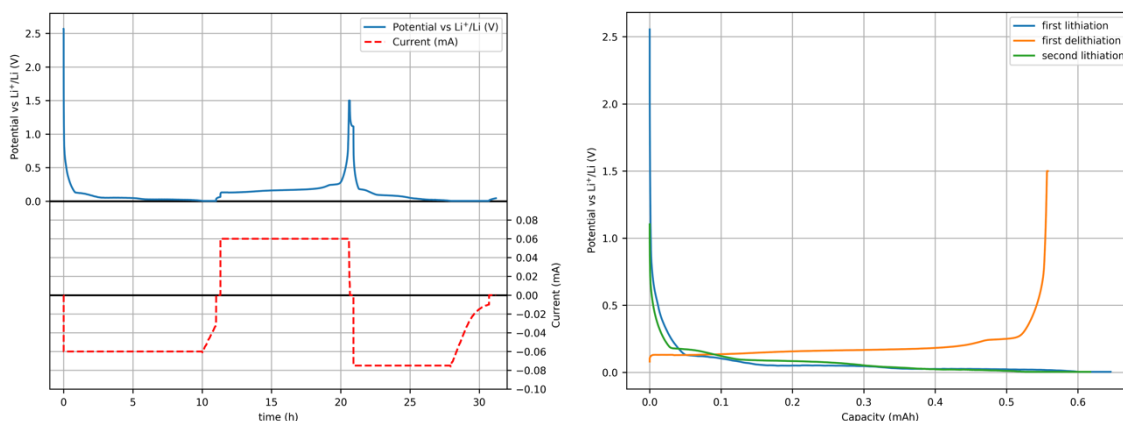 Potential vs Li⁺/Li (V)
Current (mA)
2.5
2.0
1.5
1.0
0.5
0.0
Potential vs Li⁺/Li (V)
0.08
0.06
0.04
0.02
0.00
−0.02
−0.04
−0.06
−0.08
−0.10
Current (mA)
0 5 10 15 20 25 30
time (h)
first lithiation
first delithiation
second lithiation
2.5
2.0
1.5
1.0
0.5
0.0
Potential vs Li⁺/Li (V)
0.0 0.1 0.2 0.3 0.4 0.5 0.6
Capacity (mAh)